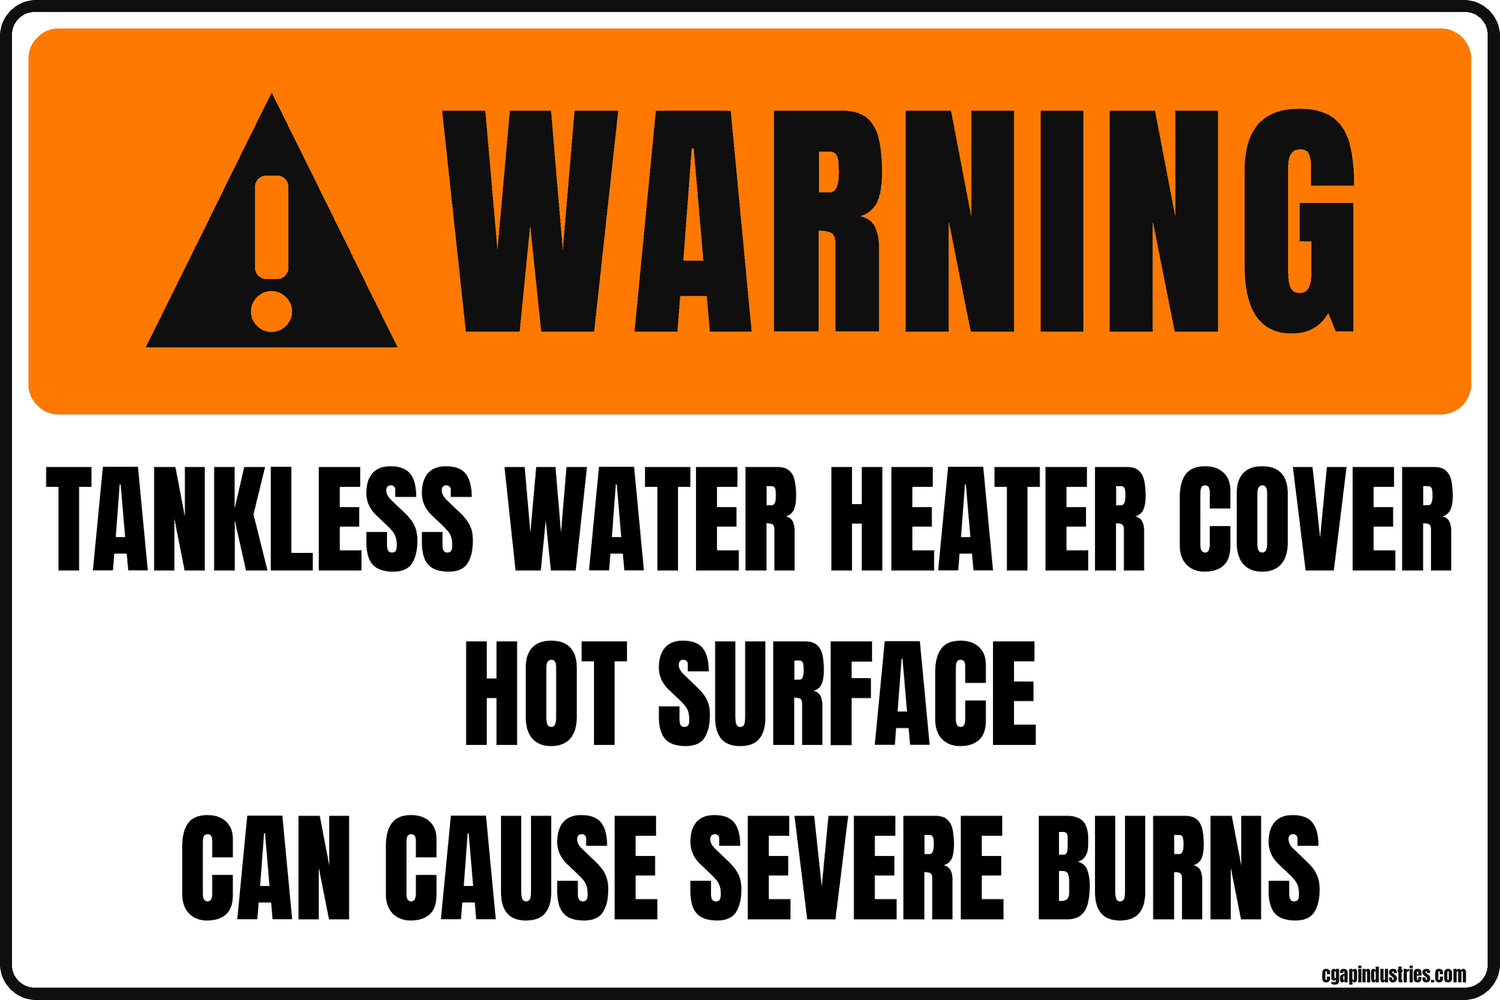 WARNING
TANKLESS WATER HEATER COVER
HOT SURFACE
CAN CAUSE SEVERE BURNS
cgapindustries.com